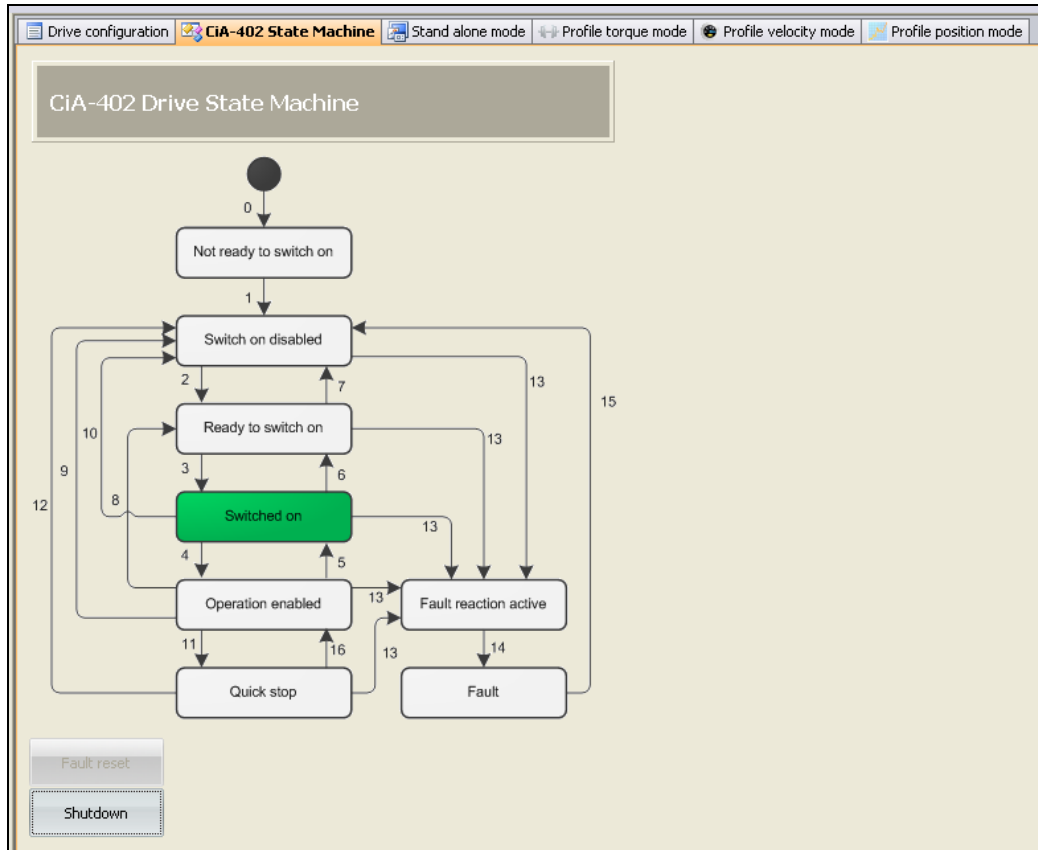 Drive configuration CiA-402 State Machine Stand alone mode Profile torque mode Profile velocity mode Profile position mode
CiA-402 Drive State Machine
0
Not ready to switch on
1
Switch on disabled
2
7
13
15
Ready to switch on
10
13
3
6
9
8
12
Switched on
13
4
5
Operation enabled
13
Fault reaction active
11
16
13
14
Quick stop
Fault
Fault reset
Shutdown